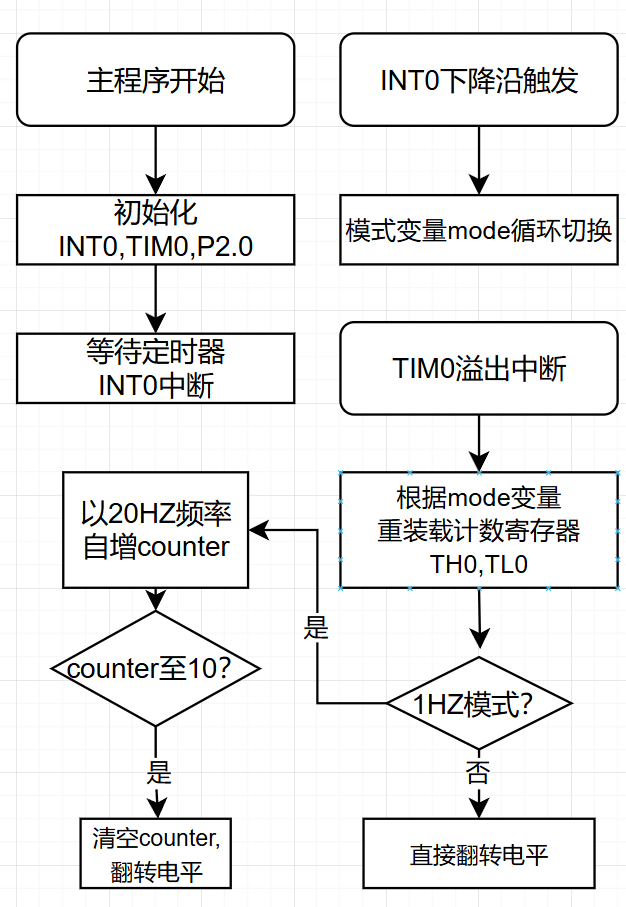 主程序开始
初始化
INT0,TIM0,P2.0
等待定时器
INT0中断
INT0下降沿触发
模式变量mode循环切换
TIM0溢出中断
根据mode变量
重装载计数寄存器
TH0,TL0
1HZ模式？
是
否
以20HZ频率
自增counter
counter至10？
是
清空counter,
翻转电平
直接翻转电平